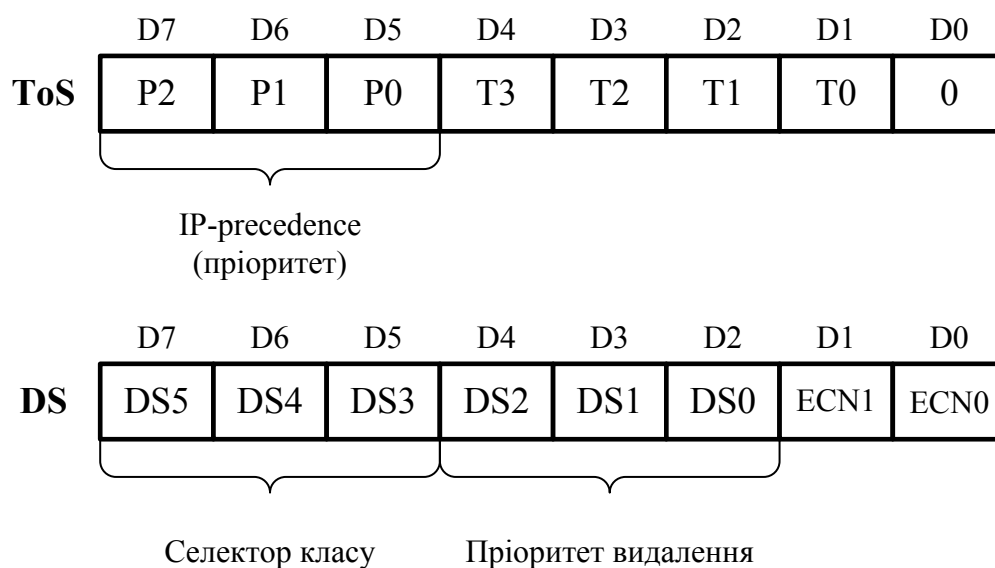 D7 D6 D5 D4 D3 D2 D1 D0
ToS P2 P1 P0 T3 T2 T1 T0 0
IP-precedence
(пріоритет)
D7 D6 D5 D4 D3 D2 D1 D0
DS DS5 DS4 DS3 DS2 DS1 DS0 ECN1 ECN0
Селектор класу Пріоритет видалення